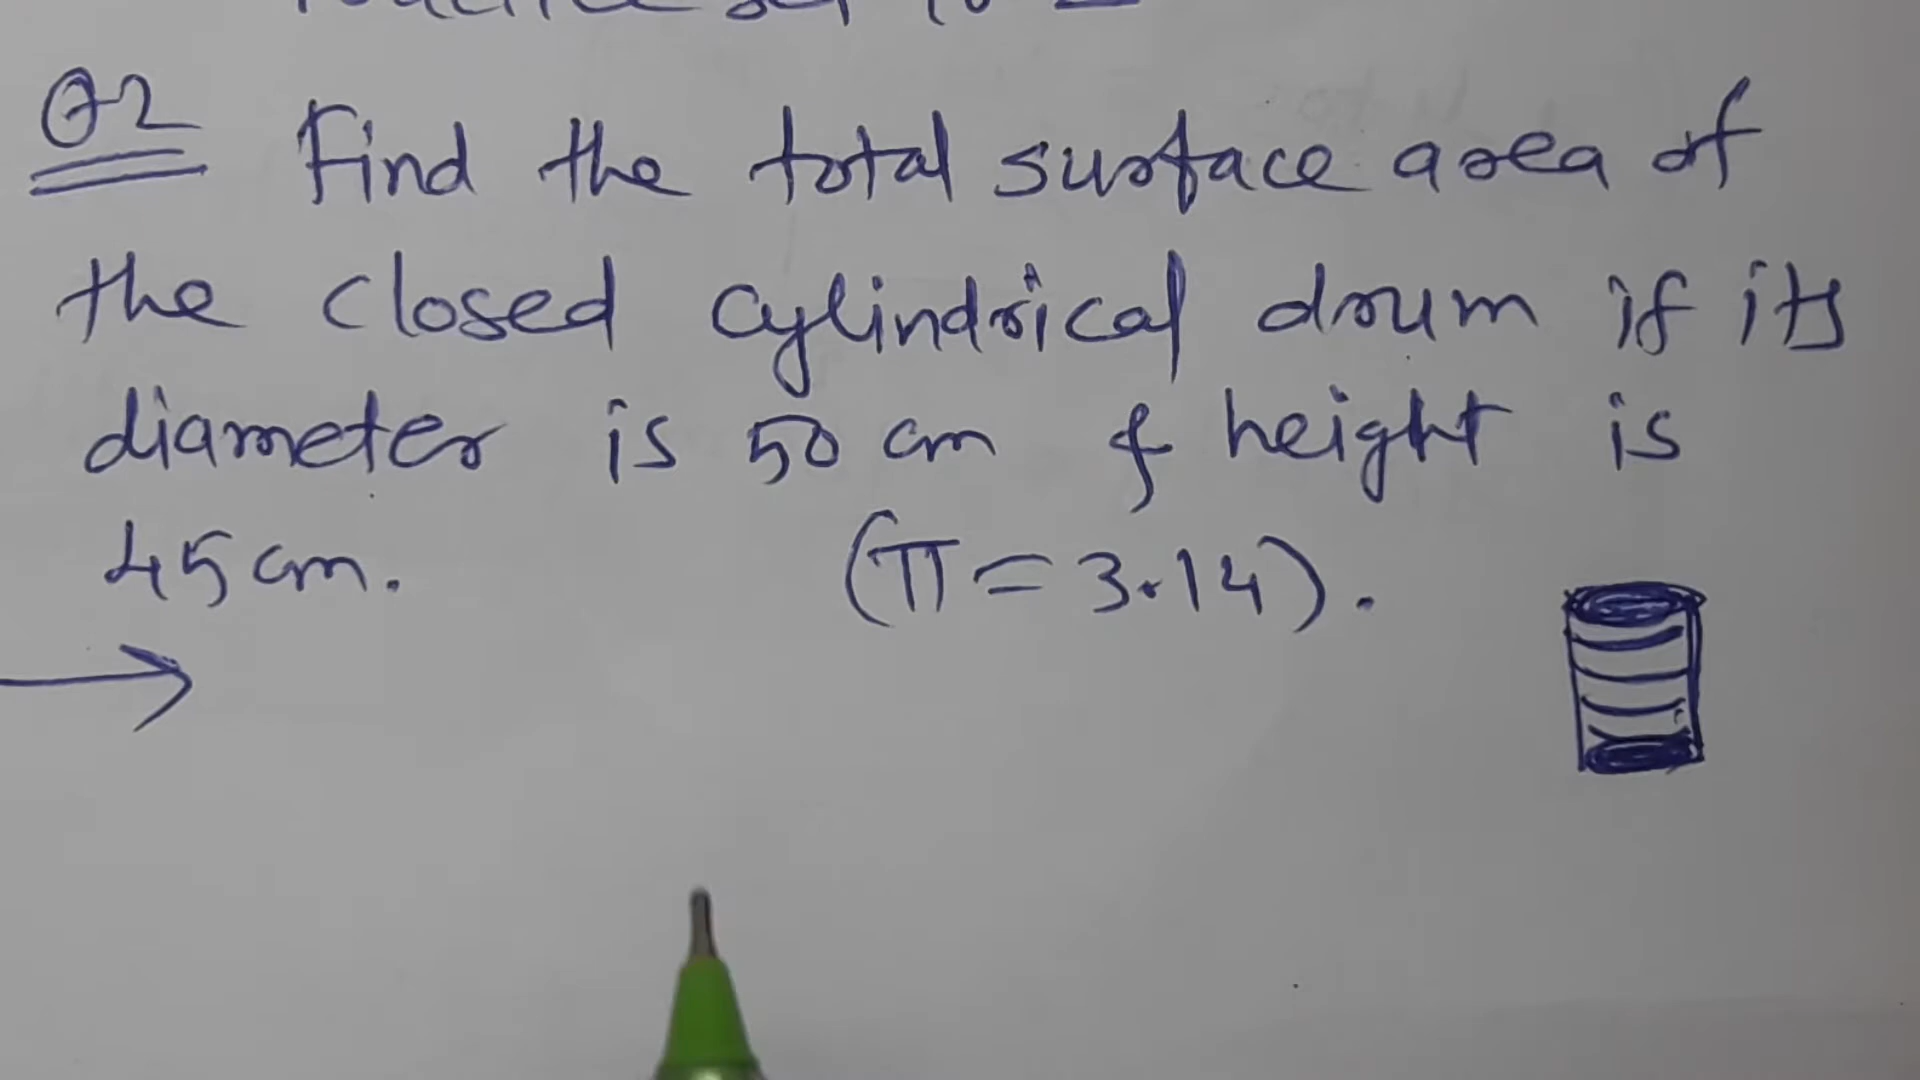 Q2 Find the total surface area of
the closed cylindrical drum if its
diameter is 50 cm & height is
45 cm. (π = 3.14).